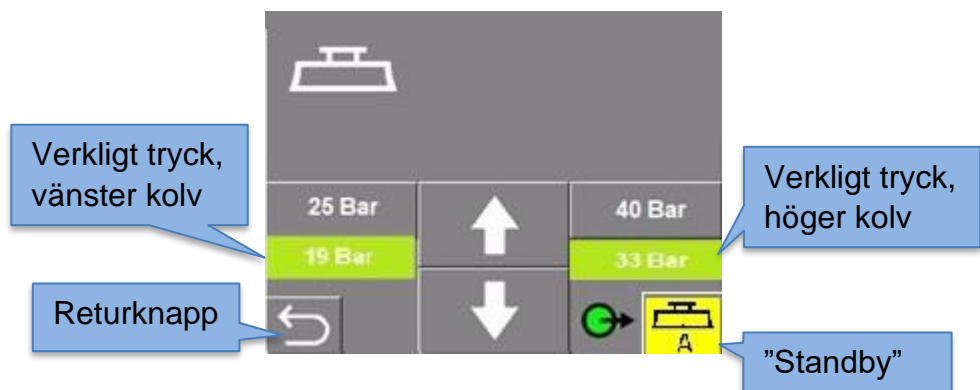 Verkligt tryck,
vänster kolv
25 Bar
40 Bar
Verkligt tryck,
höger kolv
19 Bar
33 Bar
Returknapp
A
”Standby”